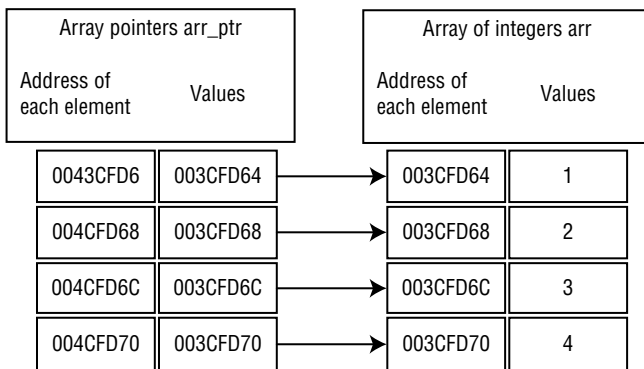 Array pointers arr_ptr
Address of
each element
Values
Array of integers arr
Address of
each element
Values
0043CFD6 003CFD64 003CFD64 1
004CFD68 003CFD68 003CFD68 2
004CFD6C 003CFD6C 003CFD6C 3
004CFD70 003CFD70 003CFD70 4